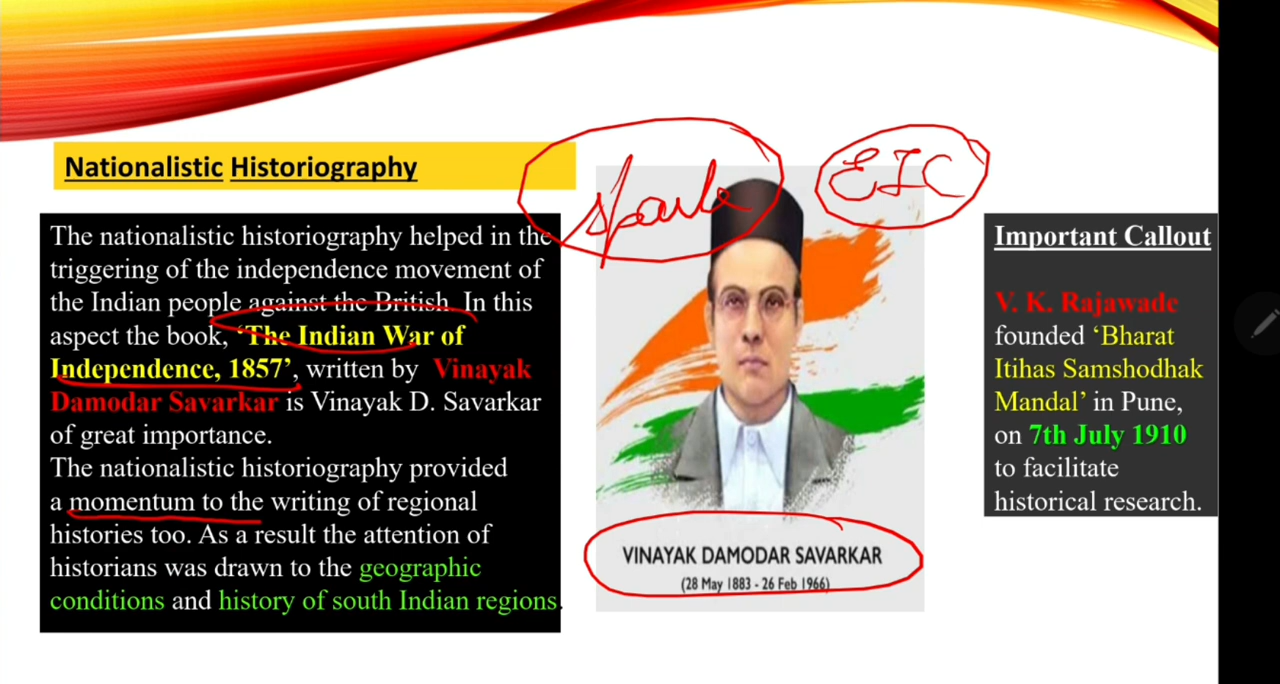 Nationalistic Historiography
The nationalistic historiography helped in the
triggering of the independence movement of
the Indian people against the British. In this
aspect the book, ‘The Indian War of
Independence, 1857’, written by Vinayak
Damodar Savarkar is Vinayak D. Savarkar
of great importance.
The nationalistic historiography provided
a momentum to the writing of regional
histories too. As a result the attention of
historians was drawn to the geographic
conditions and history of south Indian regions.
EIC
VINAYAK DAMODAR SAVARKAR
(28 May 1883 - 26 Feb 1966)
Important Callout
V. K. Rajawade
founded ‘Bharat
Itihas Samshodhak
Mandal’ in Pune,
on 7th July 1910
to facilitate
historical research.